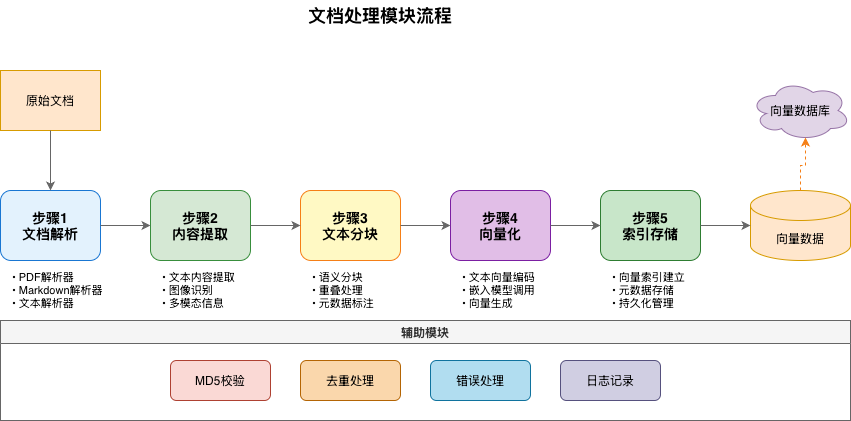 文档处理模块流程
原始文档
向量数据库
步骤1
文档解析
步骤2
内容提取
步骤3
文本分块
步骤4
向量化
步骤5
索引存储
向量数据
• PDF解析器
• Markdown解析器
• 文本解析器
• 文本内容提取
• 图像识别
• 多模态信息
• 语义分块
• 重叠处理
• 元数据标注
• 文本向量编码
• 嵌入模型调用
• 向量生成
• 向量索引建立
• 元数据存储
• 持久化管理
辅助模块
MD5校验
去重处理
错误处理
日志记录